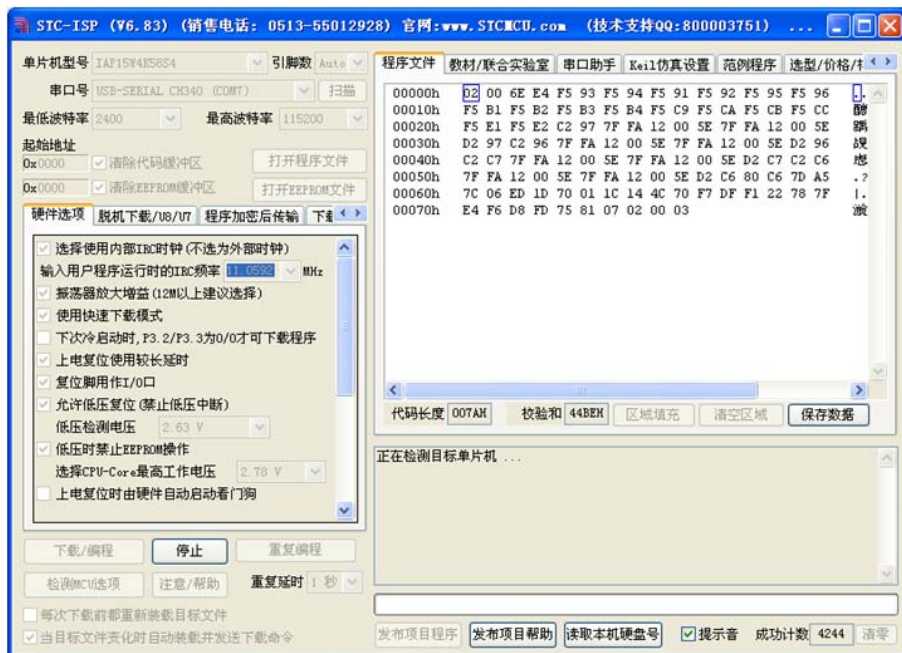 STC-ISP (V6.83) (销售电话: 0513-55012928) 官网:www.STCMCU.com (技术支持QQ:800003751) ...
单片机型号 IAP15W4K58S4 引脚数 Auto
串口号 USB-SERIAL CH340 (COM7) 扫描
最低波特率 2400 最高波特率 115200
起始地址
0x0000 清除代码缓冲区 打开程序文件
0x0000 清除EEPROM缓冲区 打开EEPROM文件
硬件选项 脱机下载/U8/U7 程序加密后传输 下载
选择使用内部IRC时钟(不选为外部时钟)
输入用户程序运行时的IRC频率 11.0592 MHz
振荡器放大增益(12M以上建议选择)
使用快速下载模式
下次冷启动时,P3.2/P3.3为0/0才可下载程序
上电复位使用较长延时
复位脚用作I/O口
允许低压复位(禁止低压中断)
低压检测电压 2.63 V
低压时禁止EEPROM操作
选择CPU-Core最高工作电压 2.78 V
上电复位时由硬件自动启动看门狗
下载/编程 停止 重复编程
检测MCU选项 注意/帮助 重复延时 1 秒
每次下载前都重新装载目标文件
当目标文件变化时自动装载并发送下载命令
程序文件 教材/联合实验室 串口助手 Keil仿真设置 范例程序 选型/价格/
00000h 02 00 6E E4 F5 93 F5 94 F5 91 F5 92 F5 95 F5 96
00010h F5 B1 F5 B2 F5 B3 F5 B4 F5 C9 F5 CA F5 CB F5 CC
00020h F5 E1 F5 E2 C2 97 7F FA 12 00 5E 7F FA 12 00 5E
00030h D2 97 C2 96 7F FA 12 00 5E 7F FA 12 00 5E D2 96
00040h C2 C7 7F FA 12 00 5E 7F FA 12 00 5E D2 C7 C2 C6
00050h 7F FA 12 00 5E 7F FA 12 00 5E D2 C6 80 C6 7D A5 .?
00060h 7C 06 ED 1D 70 01 1C 14 4C 70 F7 DF F1 22 78 7F
00070h E4 F6 D8 FD 75 81 07 02 00 03
代码长度 007AH 校验和 44BEH 区域填充 清空区域 保存数据
正在检测目标单片机 ...
发布项目程序 发布项目帮助 读取本机硬盘号 提示音 成功计数 4244 清零